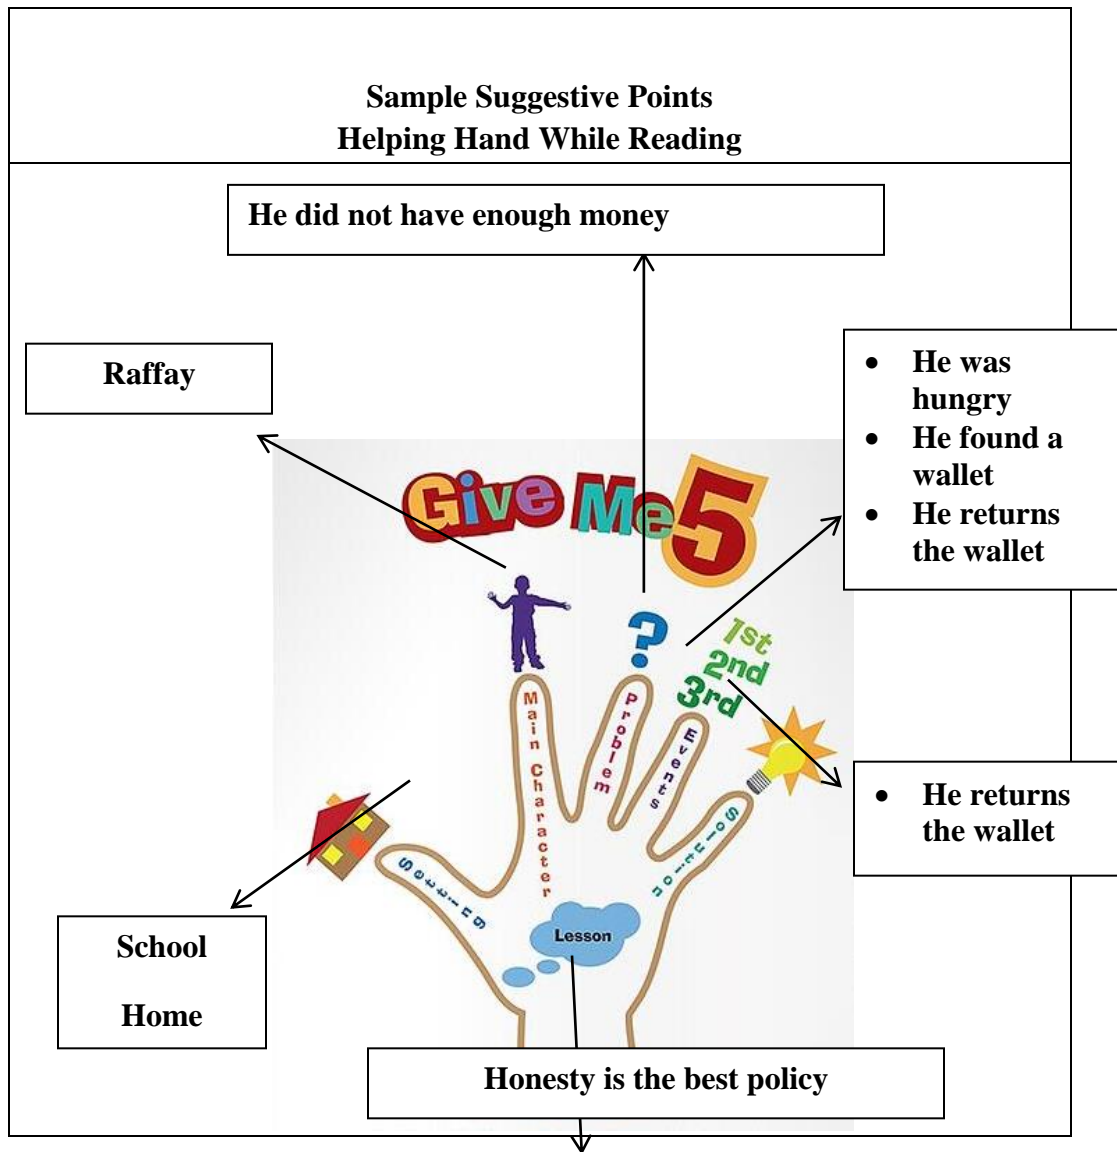 Sample Suggestive Points
Helping Hand While Reading
He did not have enough money
Raffay
• He was
hungry
• He found a
wallet
• He returns
the wallet
Give Me 5
?
1st
2nd
3rd
Main Character
Problem
Events
Solution
Setting
• He returns
the wallet
Lesson
School
Home
Honesty is the best policy